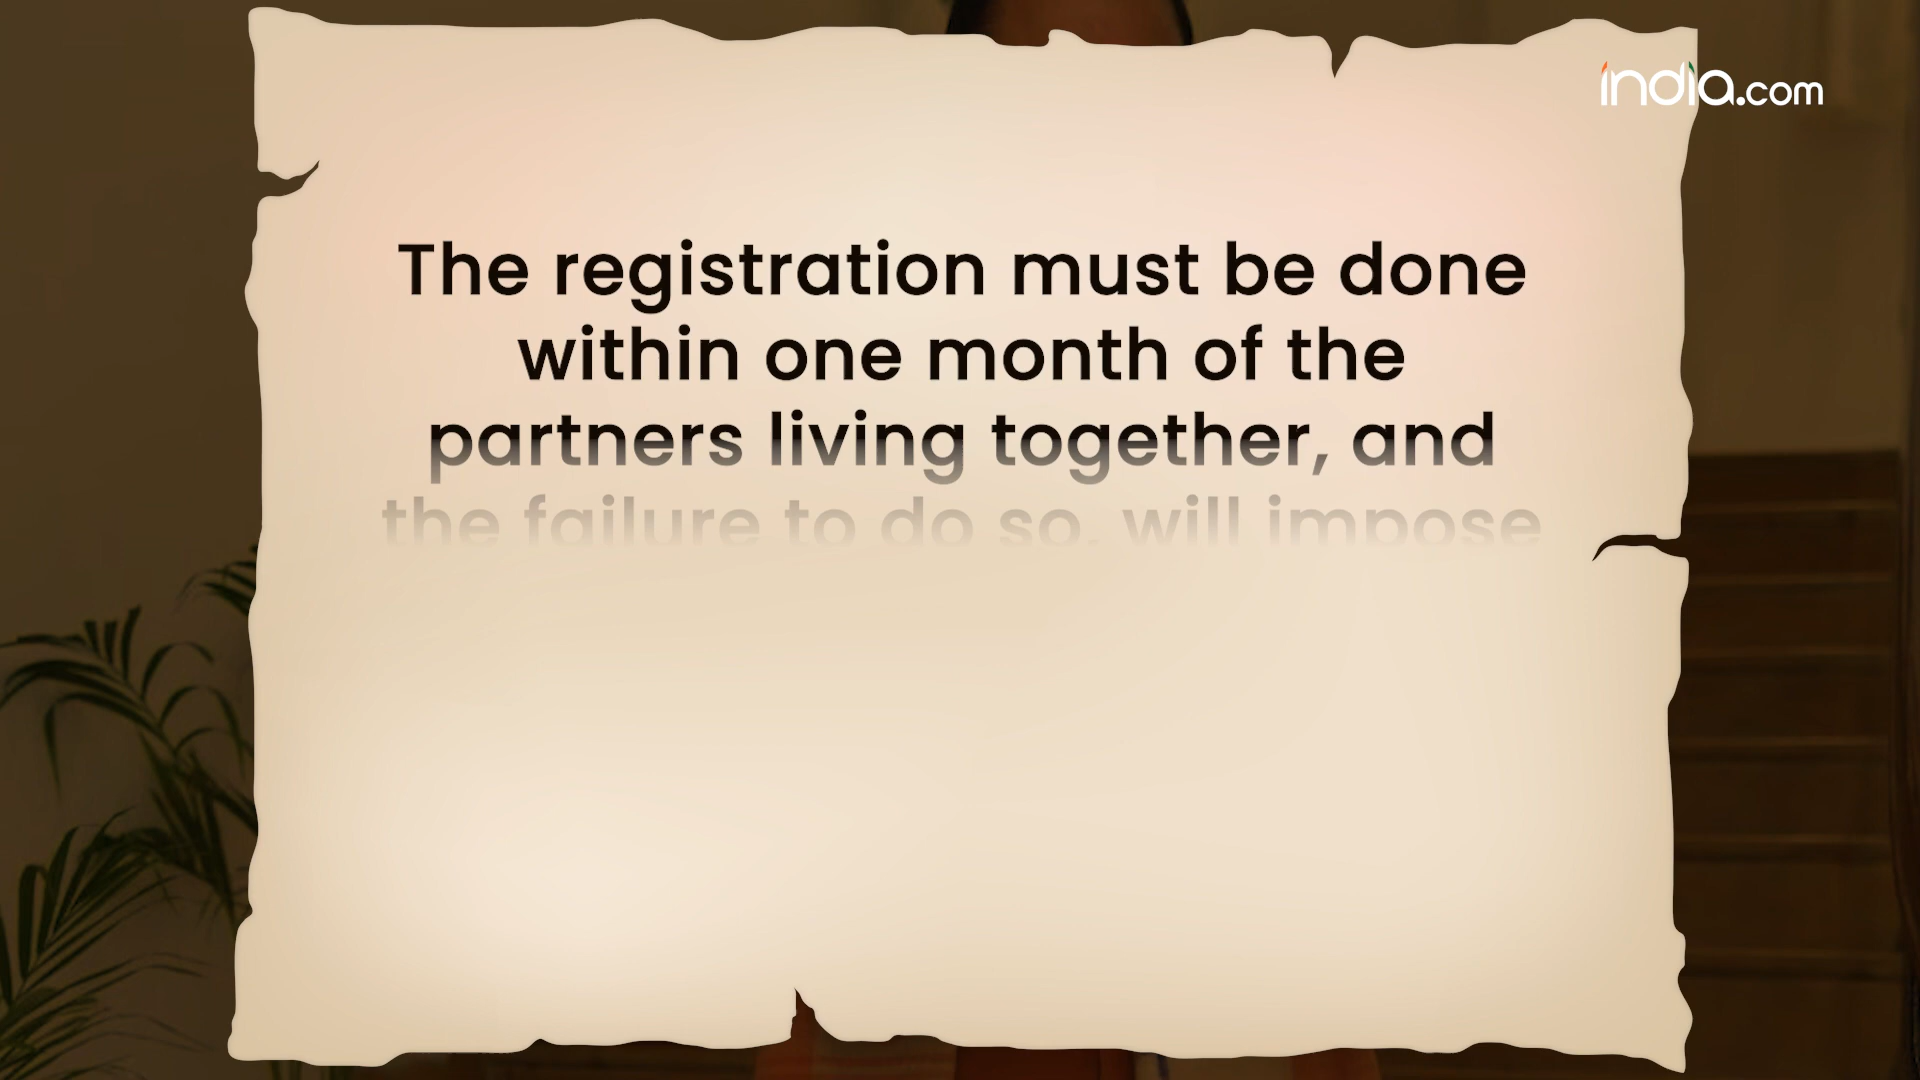 india.com
The registration must be done
within one month of the
partners living together, and
the failure to do so, will impose